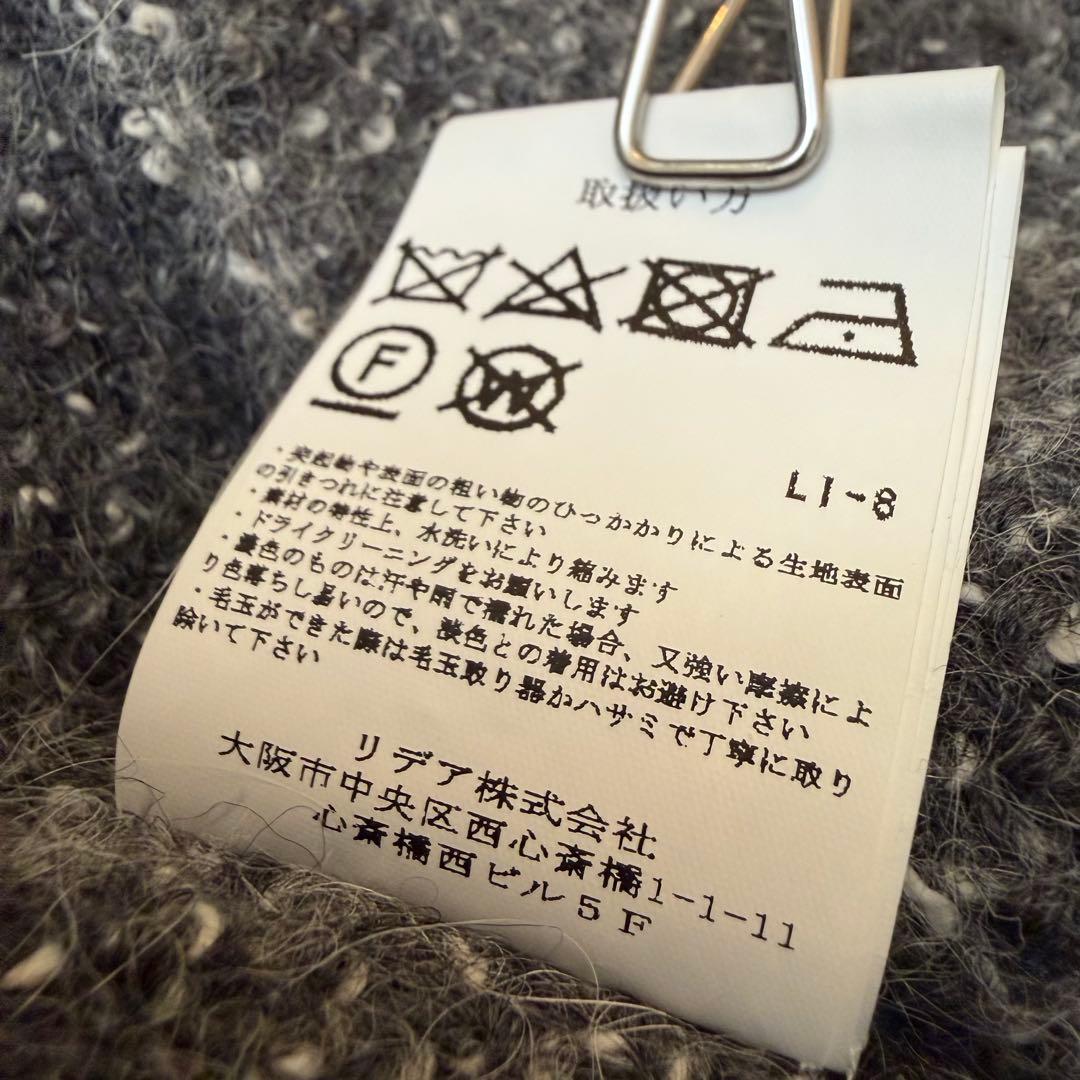 取扱い方
F
W
LI-8
・突起物や表面の粗い物のひっかかりによる生地表面
の引きつれに注意して下さい
・素材の特性上、水洗いにより縮みます
・ドライクリーニングをお願いします
・濃色のものは汗や雨で濡れた場合、又強い摩擦によ
り色落ちし易いので、淡色との着用はお避け下さい
・毛玉ができた際は毛玉取り器かハサミで丁寧に取り
除いて下さい
リデア株式会社
大阪市中央区西心斎橋1-1-11
心斎橋西ビル5F